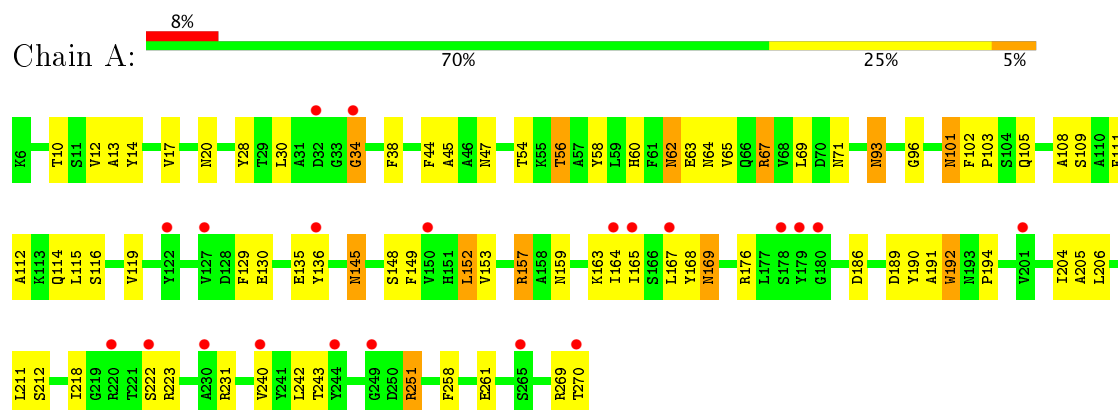 8%
Chain A:
70% 25% 5%
K6 T10 S11 V12 A13 Y14 V17 N20 Y28 T29 L30 A31 D32 G33 G34 F38 F44 A45 A46 N47 T54 K55 T56 A57 Y58 L59 H60 F61 N62 E63 N64 V65 Q66 R67 V68 L69 D70 N71 N93 G96 N101 F102 P103 S104 Q105 A108 S109 A110
A112 K113 Q114 L115 S116 V119 Y122 V127 D128 F129 E130 E135 Y136 N145 S148 F149 V150 H151 L152 V153 R157 A158 N159 K163 I164 I165 S166 L167 Y168 N169 R176 L177 S178 Y179 G180 D186 D189 Y190 A191 W192 N193 P194 V201 I204 A205 L206
L211 S212 I218 G219 R220 T221 S222 R223 A230 R231 V240 Y241 L242 T243 Y244 G249 D250 R251 F258 E261 S265 R269 T270